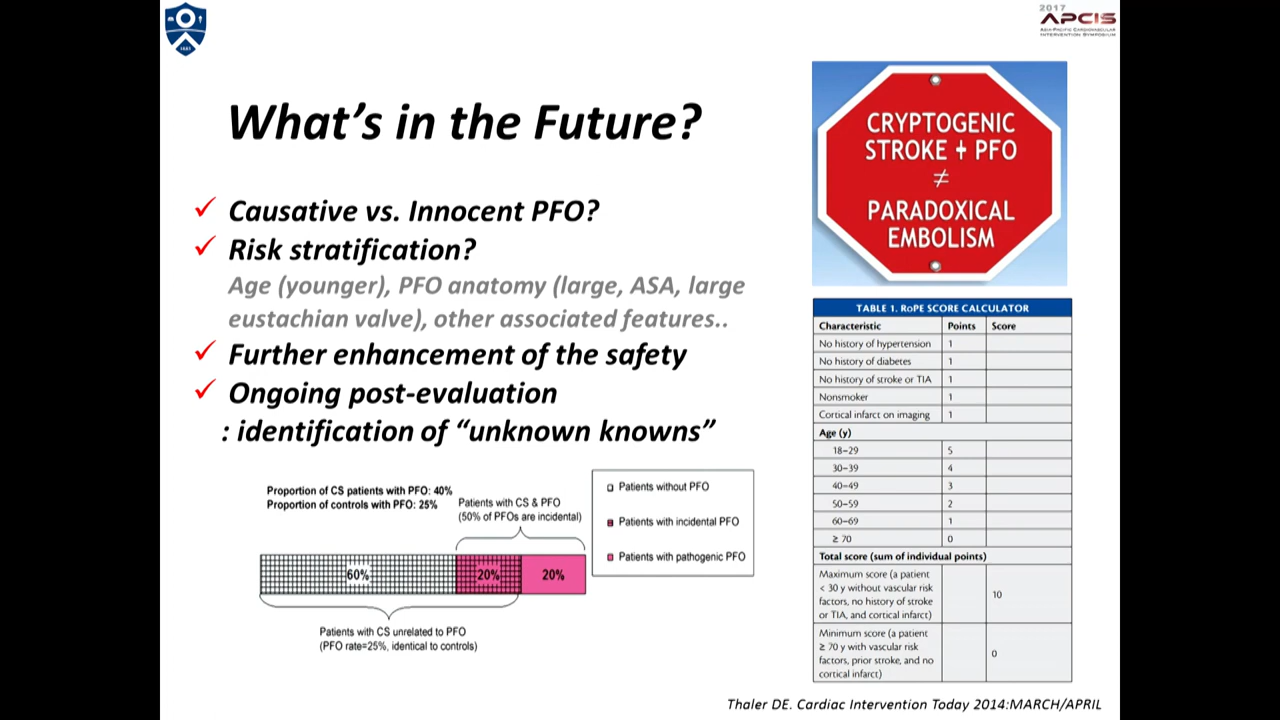 2017
APCIS
ASIA-PACIFIC CARDIOVASCULAR
INTERVENTION SYMPOSIUM
What's in the Future?
✓ Causative vs. Innocent PFO?
✓ Risk stratification?
Age (younger), PFO anatomy (large, ASA, large
eustachian valve), other associated features..
✓ Further enhancement of the safety
✓ Ongoing post-evaluation
: identification of “unknown knowns”
CRYPTOGENIC
STROKE + PFO
≠
PARADOXICAL
EMBOLISM
Proportion of CS patients with PFO: 40%
Proportion of controls with PFO: 25%
Patients with CS & PFO
(50% of PFOs are incidental)
Patients without PFO
Patients with incidental PFO
Patients with pathogenic PFO
60% 20% 20%
Patients with CS unrelated to PFO
(PFO rate=25%, identical to controls)
TABLE 1. RoPE SCORE CALCULATOR
Characteristic Points Score
No history of hypertension 1
No history of diabetes 1
No history of stroke or TIA 1
Nonsmoker 1
Cortical infarct on imaging 1
Age (y)
18–29 5
30–39 4
40–49 3
50–59 2
60–69 1
≥ 70 0
Total score (sum of individual points)
Maximum score (a patient
< 30 y without vascular risk
factors, no history of stroke
or TIA, and cortical infarct)
10
Minimum score (a patient
≥ 70 y with vascular risk
factors, prior stroke, and no
cortical infarct)
0
Thaler DE. Cardiac Intervention Today 2014:MARCH/APRIL